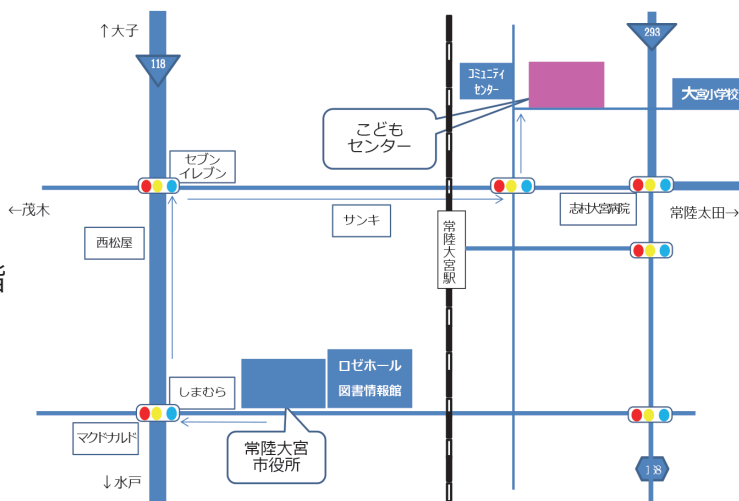 ↑大子
118
293
コミュニティ
センター
大宮小学校
こども
センター
セブン
イレブン
←茂木
サンキ
志村大宮病院
常陸太田→
西松屋
常陸大宮駅
階
ロゼホール
図書情報館
しまむら
マクドナルド
常陸大宮
市役所
↓水戸